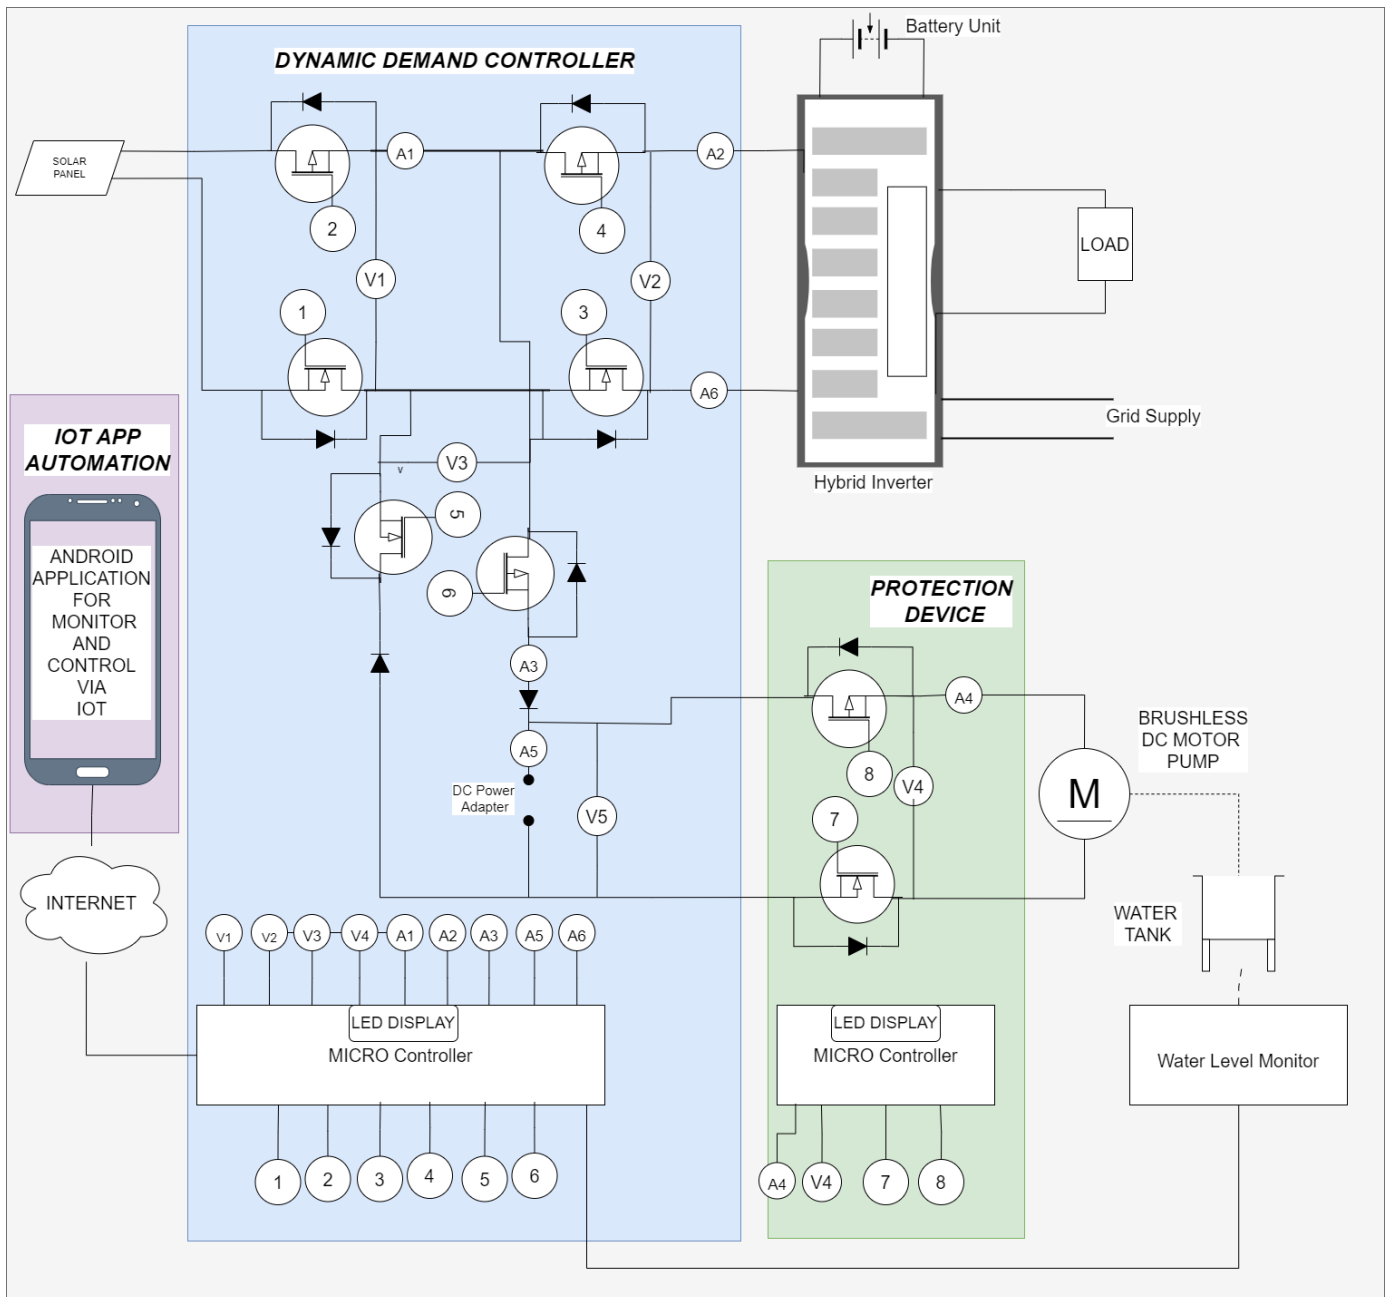 DYNAMIC DEMAND CONTROLLER
Battery Unit
SOLAR
PANEL
A1
A2
2
4
LOAD
V1
V2
1
3
A6
Grid Supply
Hybrid Inverter
IOT APP
AUTOMATION
V3
v
5
6
ANDROID
APPLICATION
FOR
MONITOR
AND
CONTROL
VIA
IOT
PROTECTION
DEVICE
A3
A4
A5
DC Power
Adapter
V5
8
V4
7
BRUSHLESS
DC MOTOR
PUMP
M
INTERNET
WATER
TANK
V1
V2
V3
V4
A1
A2
A3
A5
A6
LED DISPLAY
MICRO Controller
LED DISPLAY
MICRO Controller
Water Level Monitor
1
2
3
4
5
6
A4
V4
7
8